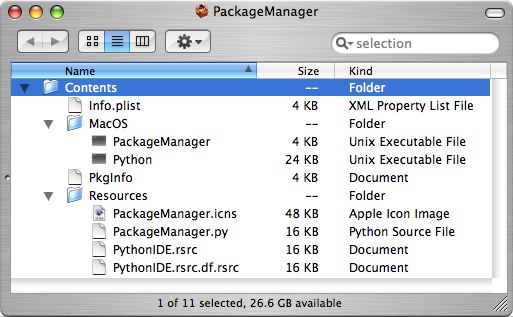 PackageManager
selection
Name Size Kind
Contents -- Folder
Info.plist 4 KB XML Property List File
MacOS -- Folder
PackageManager 4 KB Unix Executable File
Python 24 KB Unix Executable File
PkgInfo 4 KB Document
Resources -- Folder
PackageManager.icns 48 KB Apple Icon Image
PackageManager.py 16 KB Python Source File
PythonIDE.rsrc 16 KB Document
PythonIDE.rsrc.df.rsrc 16 KB Document
1 of 11 selected, 26.6 GB available